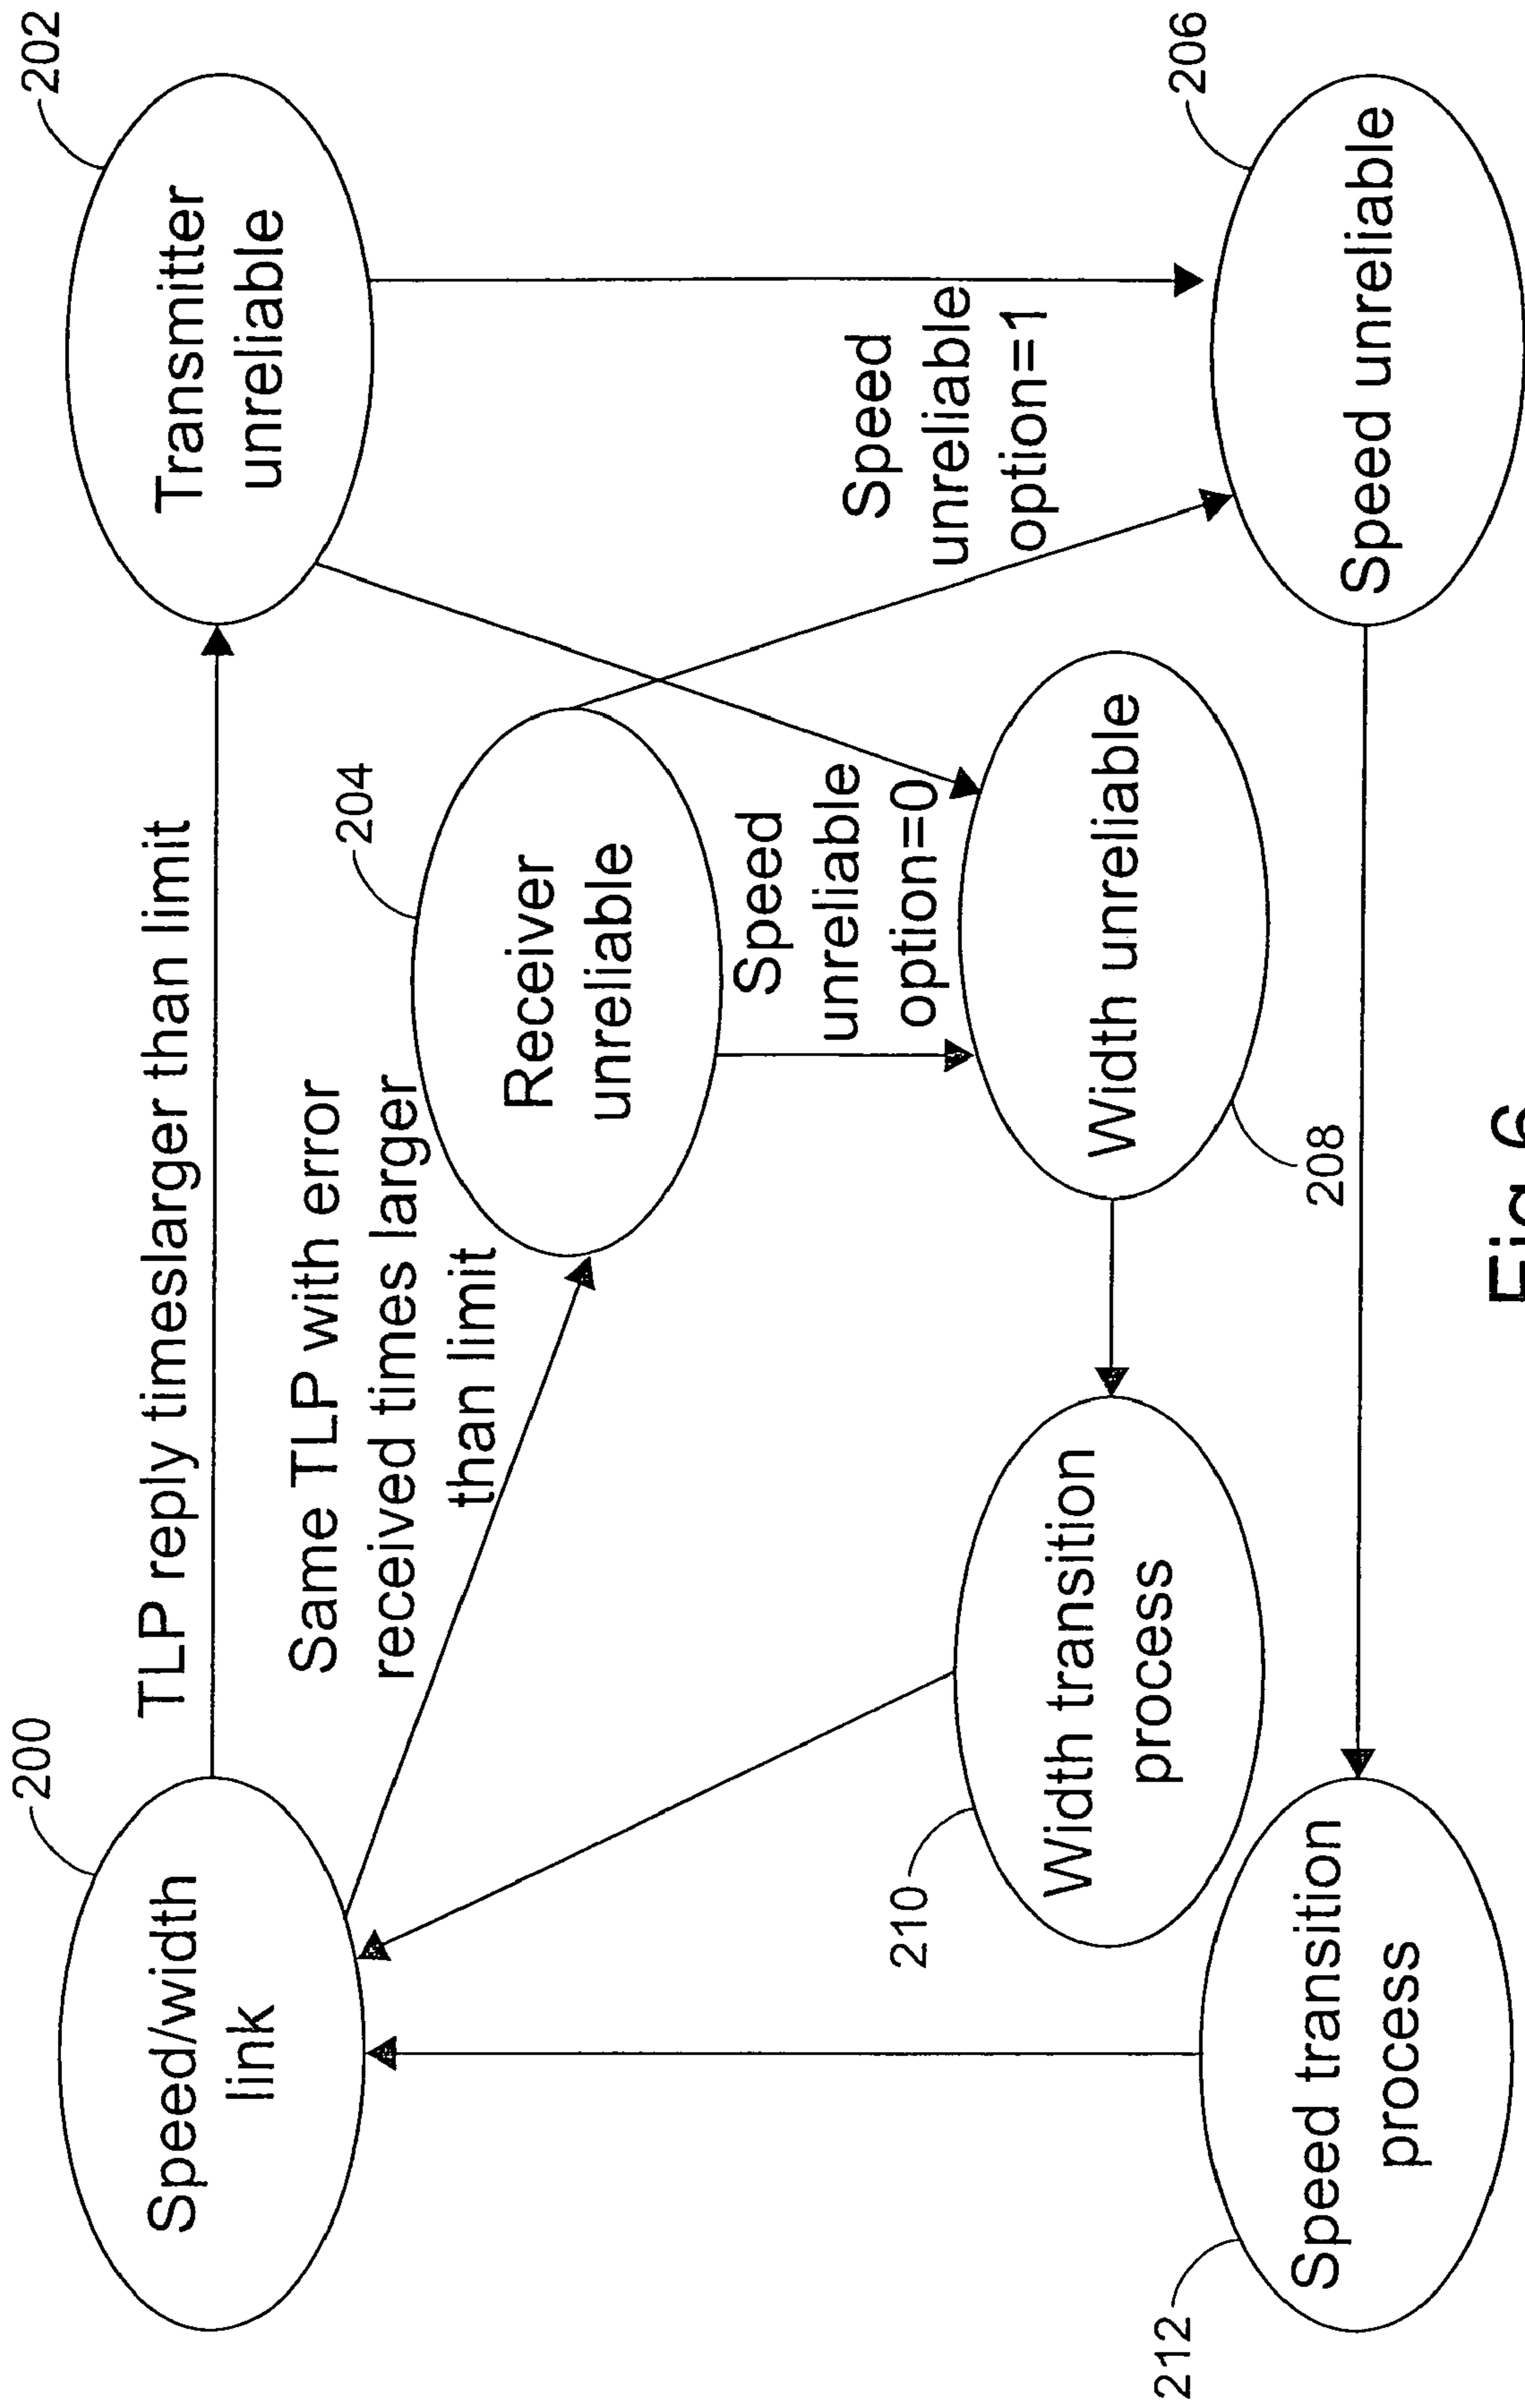 200
Speed/width
link
TLP reply timeslarger than limit
202
Transmitter
unreliable
Same TLP with error
received times larger
than limit
204
Receiver
unreliable
Speed
unreliable
option=0
Speed
unreliable
option=1
210
Width transition
process
Width unreliable
208
206
Speed unreliable
212
Speed transition
process
Fig.6